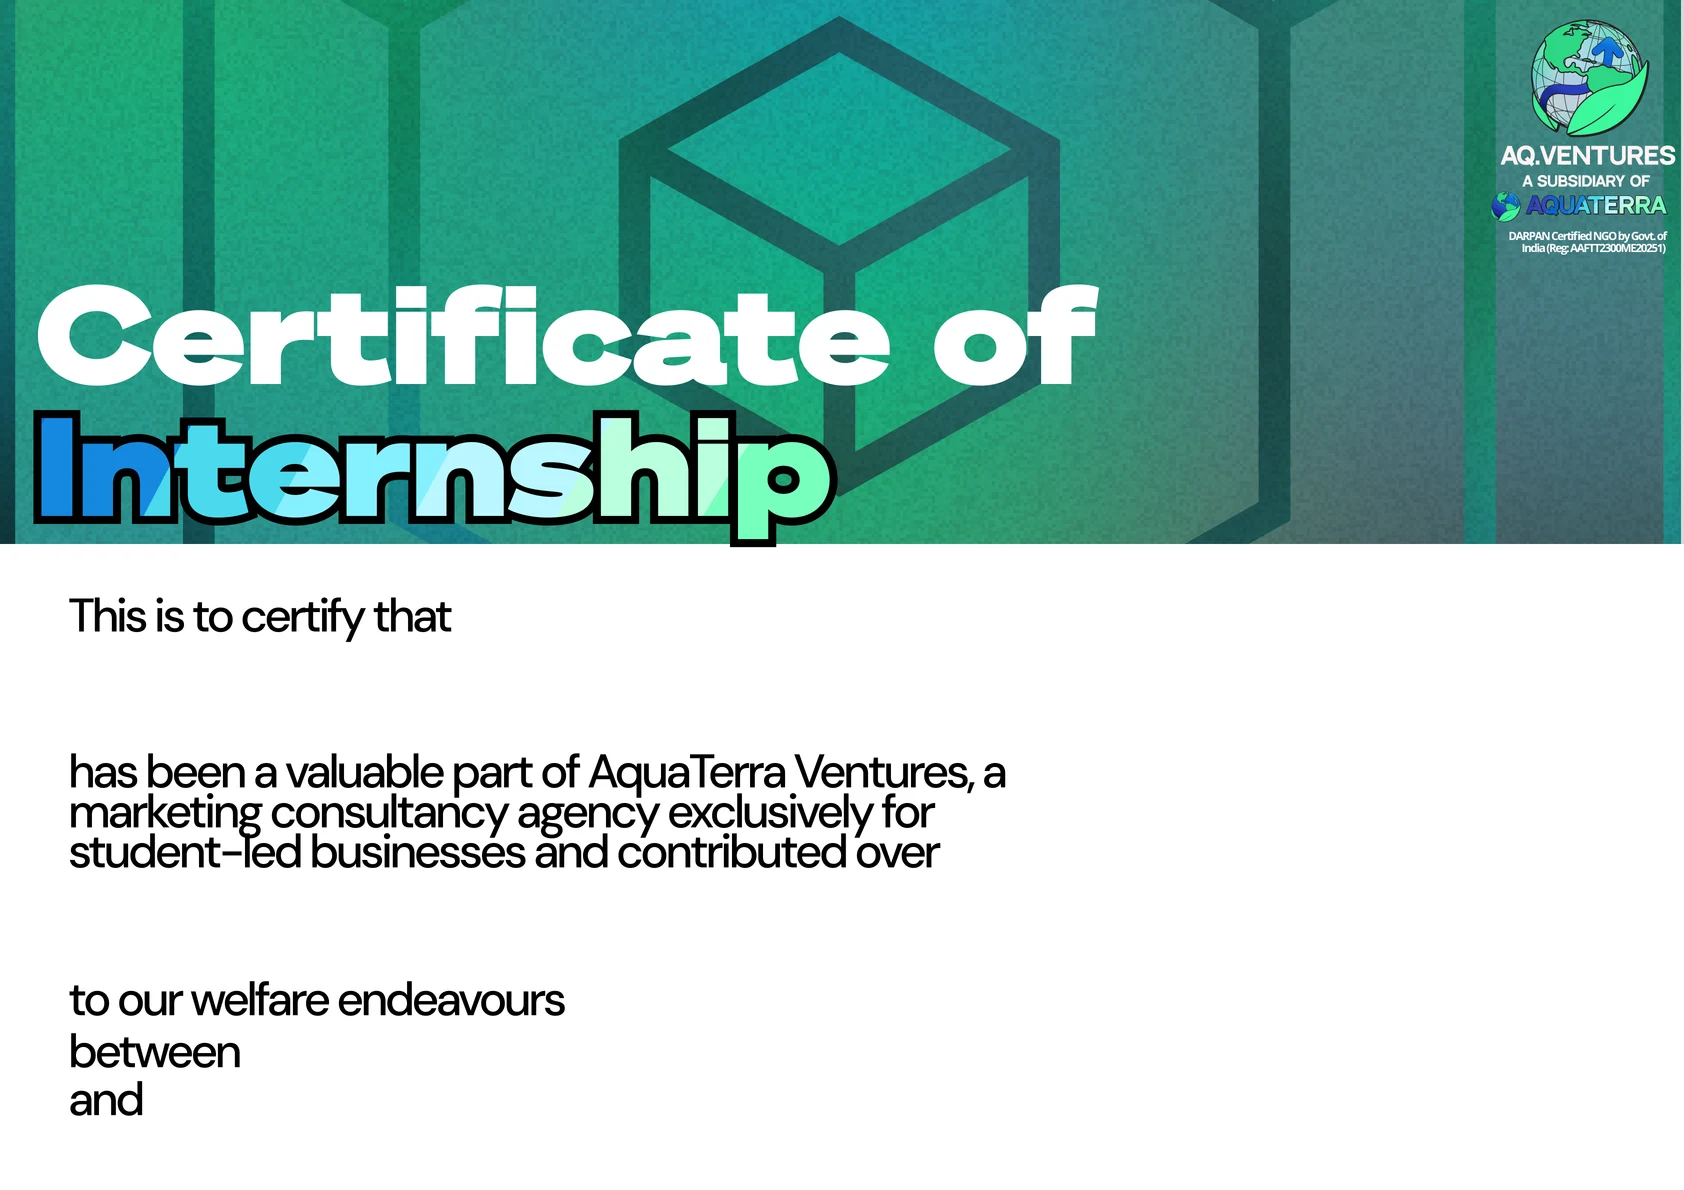 AQ.VENTURES
A SUBSIDIARY OF
AQUATERRA
DARPAN Certified NGO by Govt. of
India (Reg: AAFTT2300ME20251)
Certificate of
Internship
This is to certify that
has been a valuable part of AquaTerra Ventures, a
marketing consultancy agency exclusively for
student-led businesses and contributed over
to our welfare endeavours
between
and